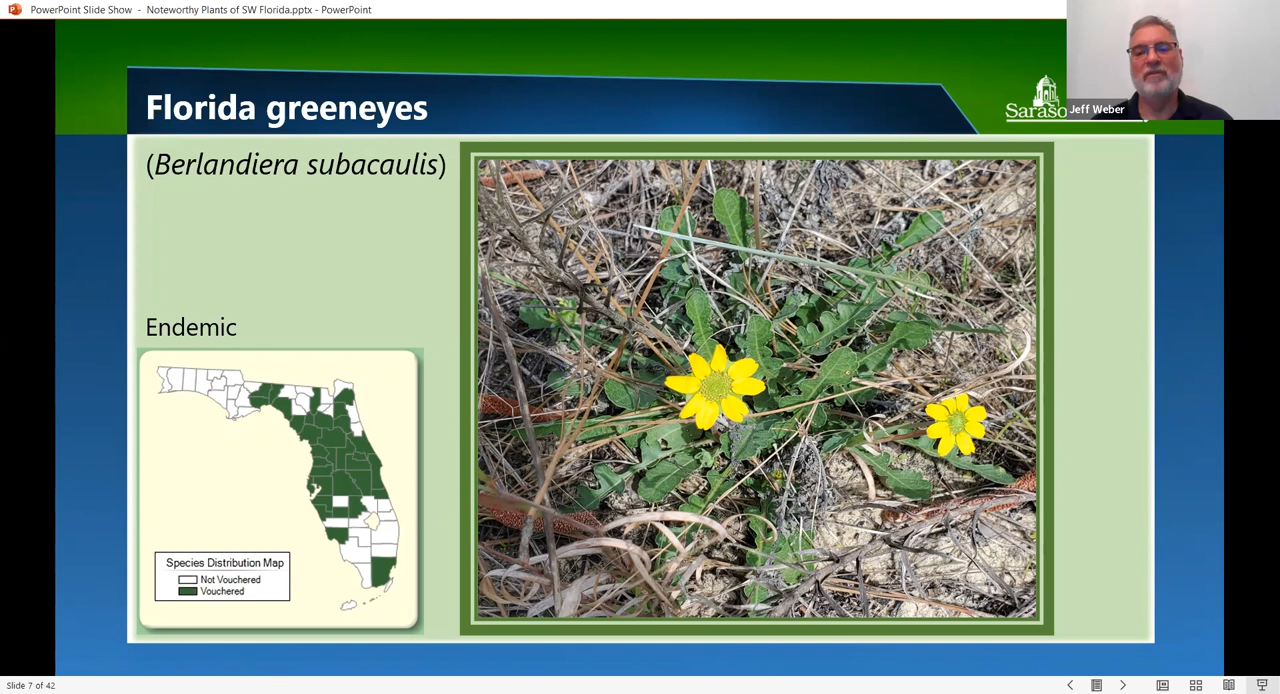 PowerPoint Slide Show - Noteworthy Plants of SW Florida.pptx - PowerPoint
Florida greeneyes
Saraso
Jeff Weber
(Berlandiera subacaulis)
Endemic
Species Distribution Map
Not Vouchered
Vouchered
Slide 7 of 42